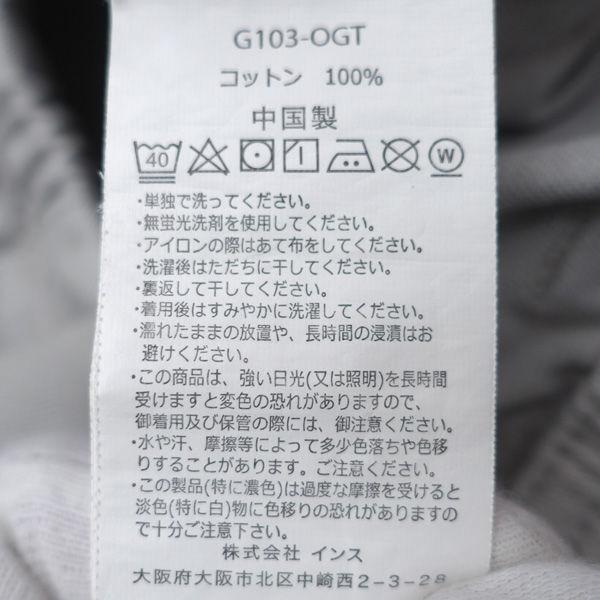 G103-OGT
コットン 100%
中国製
40 W
・単独で洗ってください。
・無蛍光洗剤を使用してください。
・アイロンの際はあて布をしてください。
・洗濯後はただちに干してください。
・裏返して干してください。
・着用後はすみやかに洗濯してください。
・濡れたままの放置や、長時間の浸漬はお
避けください。
・この商品は、強い日光(又は照明)を長時間
受けますと変色の恐れがありますので、
御着用及び保管の際には、御注意ください。
・水や汗、摩擦等によって多少色落ちや色移
りすることがあります。ご注意ください。
・この製品(特に濃色)は過度な摩擦を受けると
淡色(特に白)物に色移りの恐れがありますの
で十分ご注意下さい。
株式会社 インス
大阪府大阪市北区中崎西2-3-28